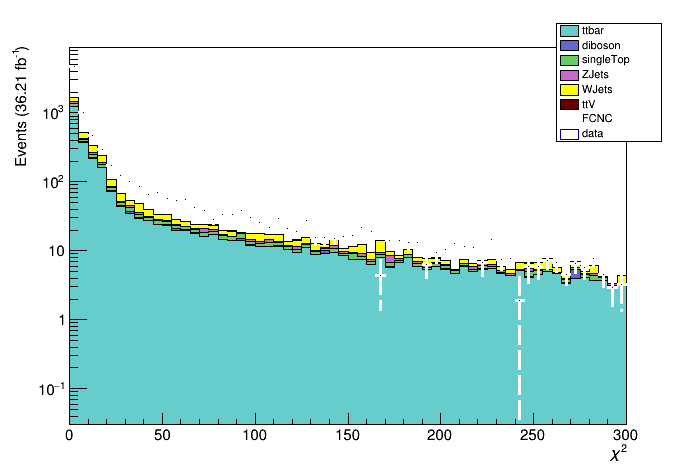 Events (36.21 fb⁻¹)
ttbar
diboson
singleTop
ZJets
WJets
ttV
FCNC
data
10³
10²
10
1
10⁻¹
0 50 100 150 200 250 300
χ²